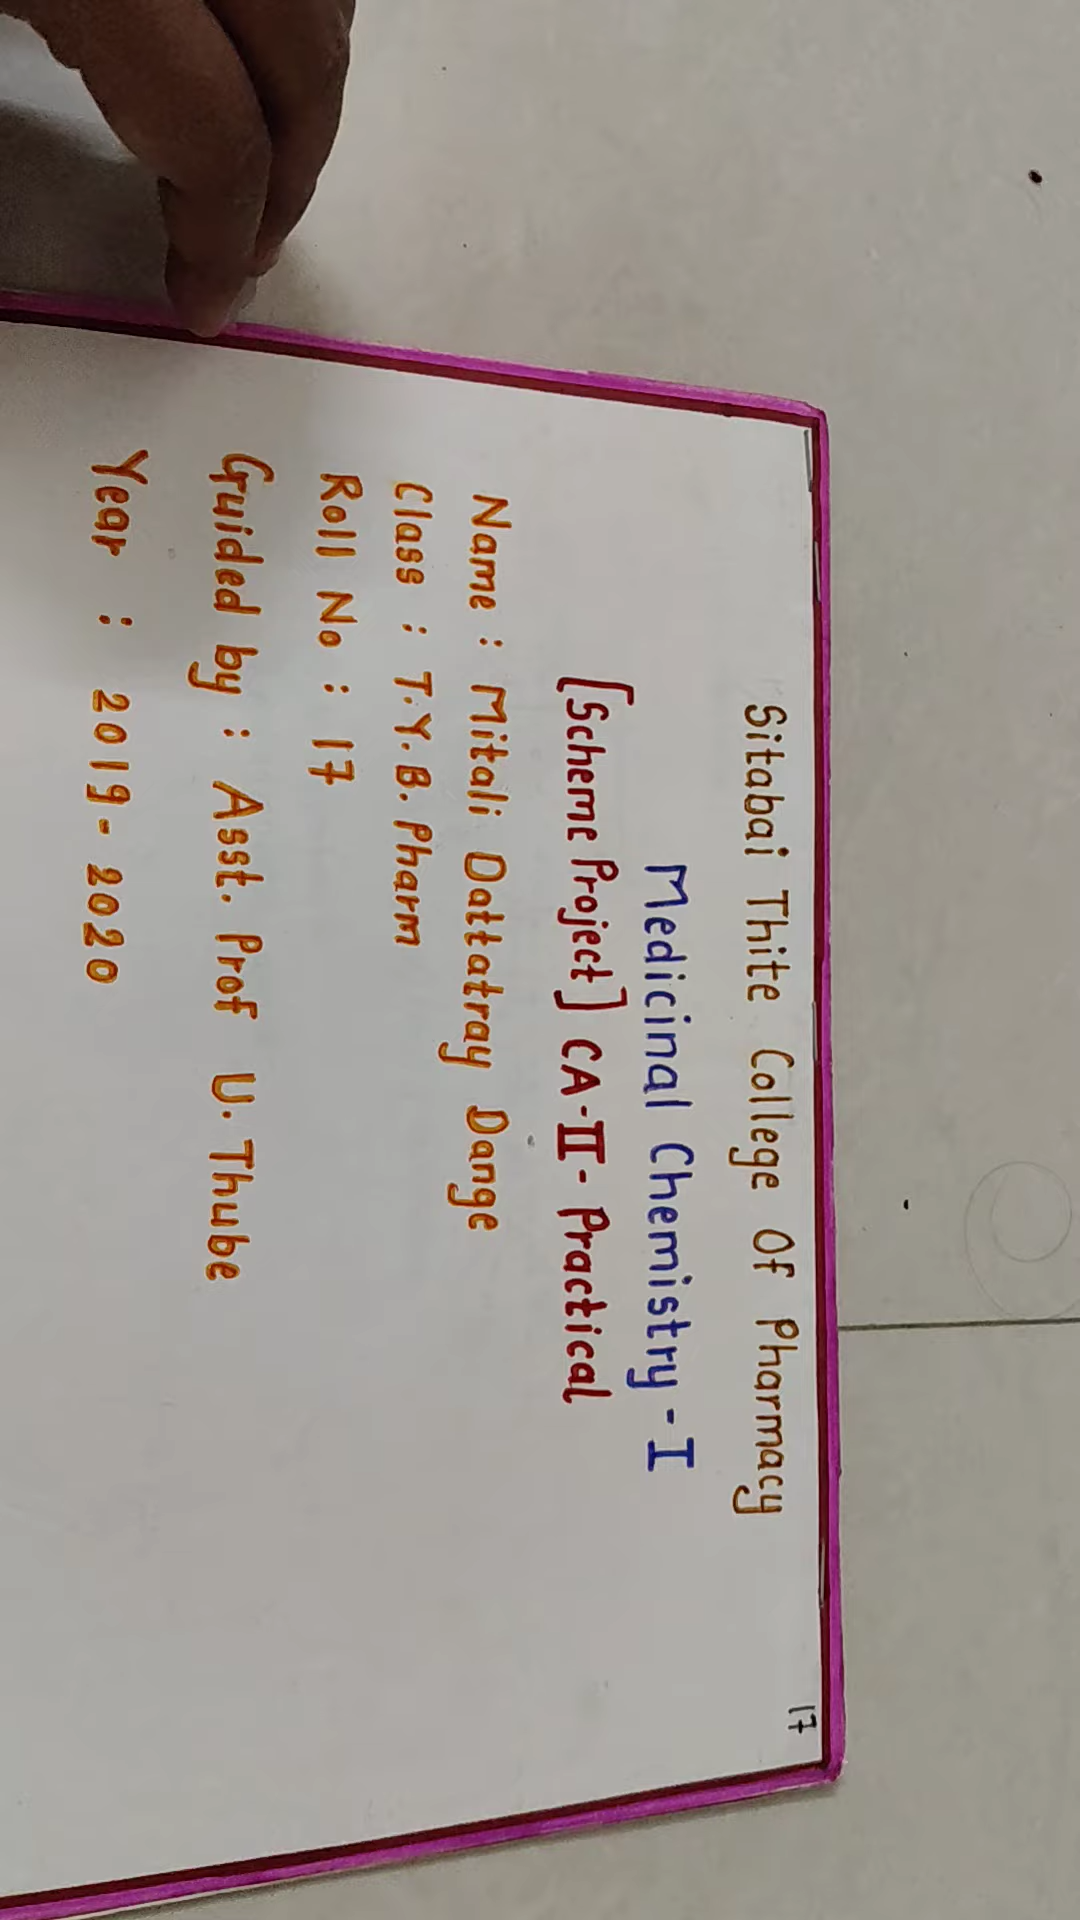 17
Sitabai Thite College Of Pharmacy
Medicinal Chemistry - I
[Scheme Project] CA-II- Practical
Name : Mitali Dattatray Dange
Class : T.Y.B. Pharm
Roll No : 17
Guided by : Asst. Prof U. Thube
Year : 2019-2020